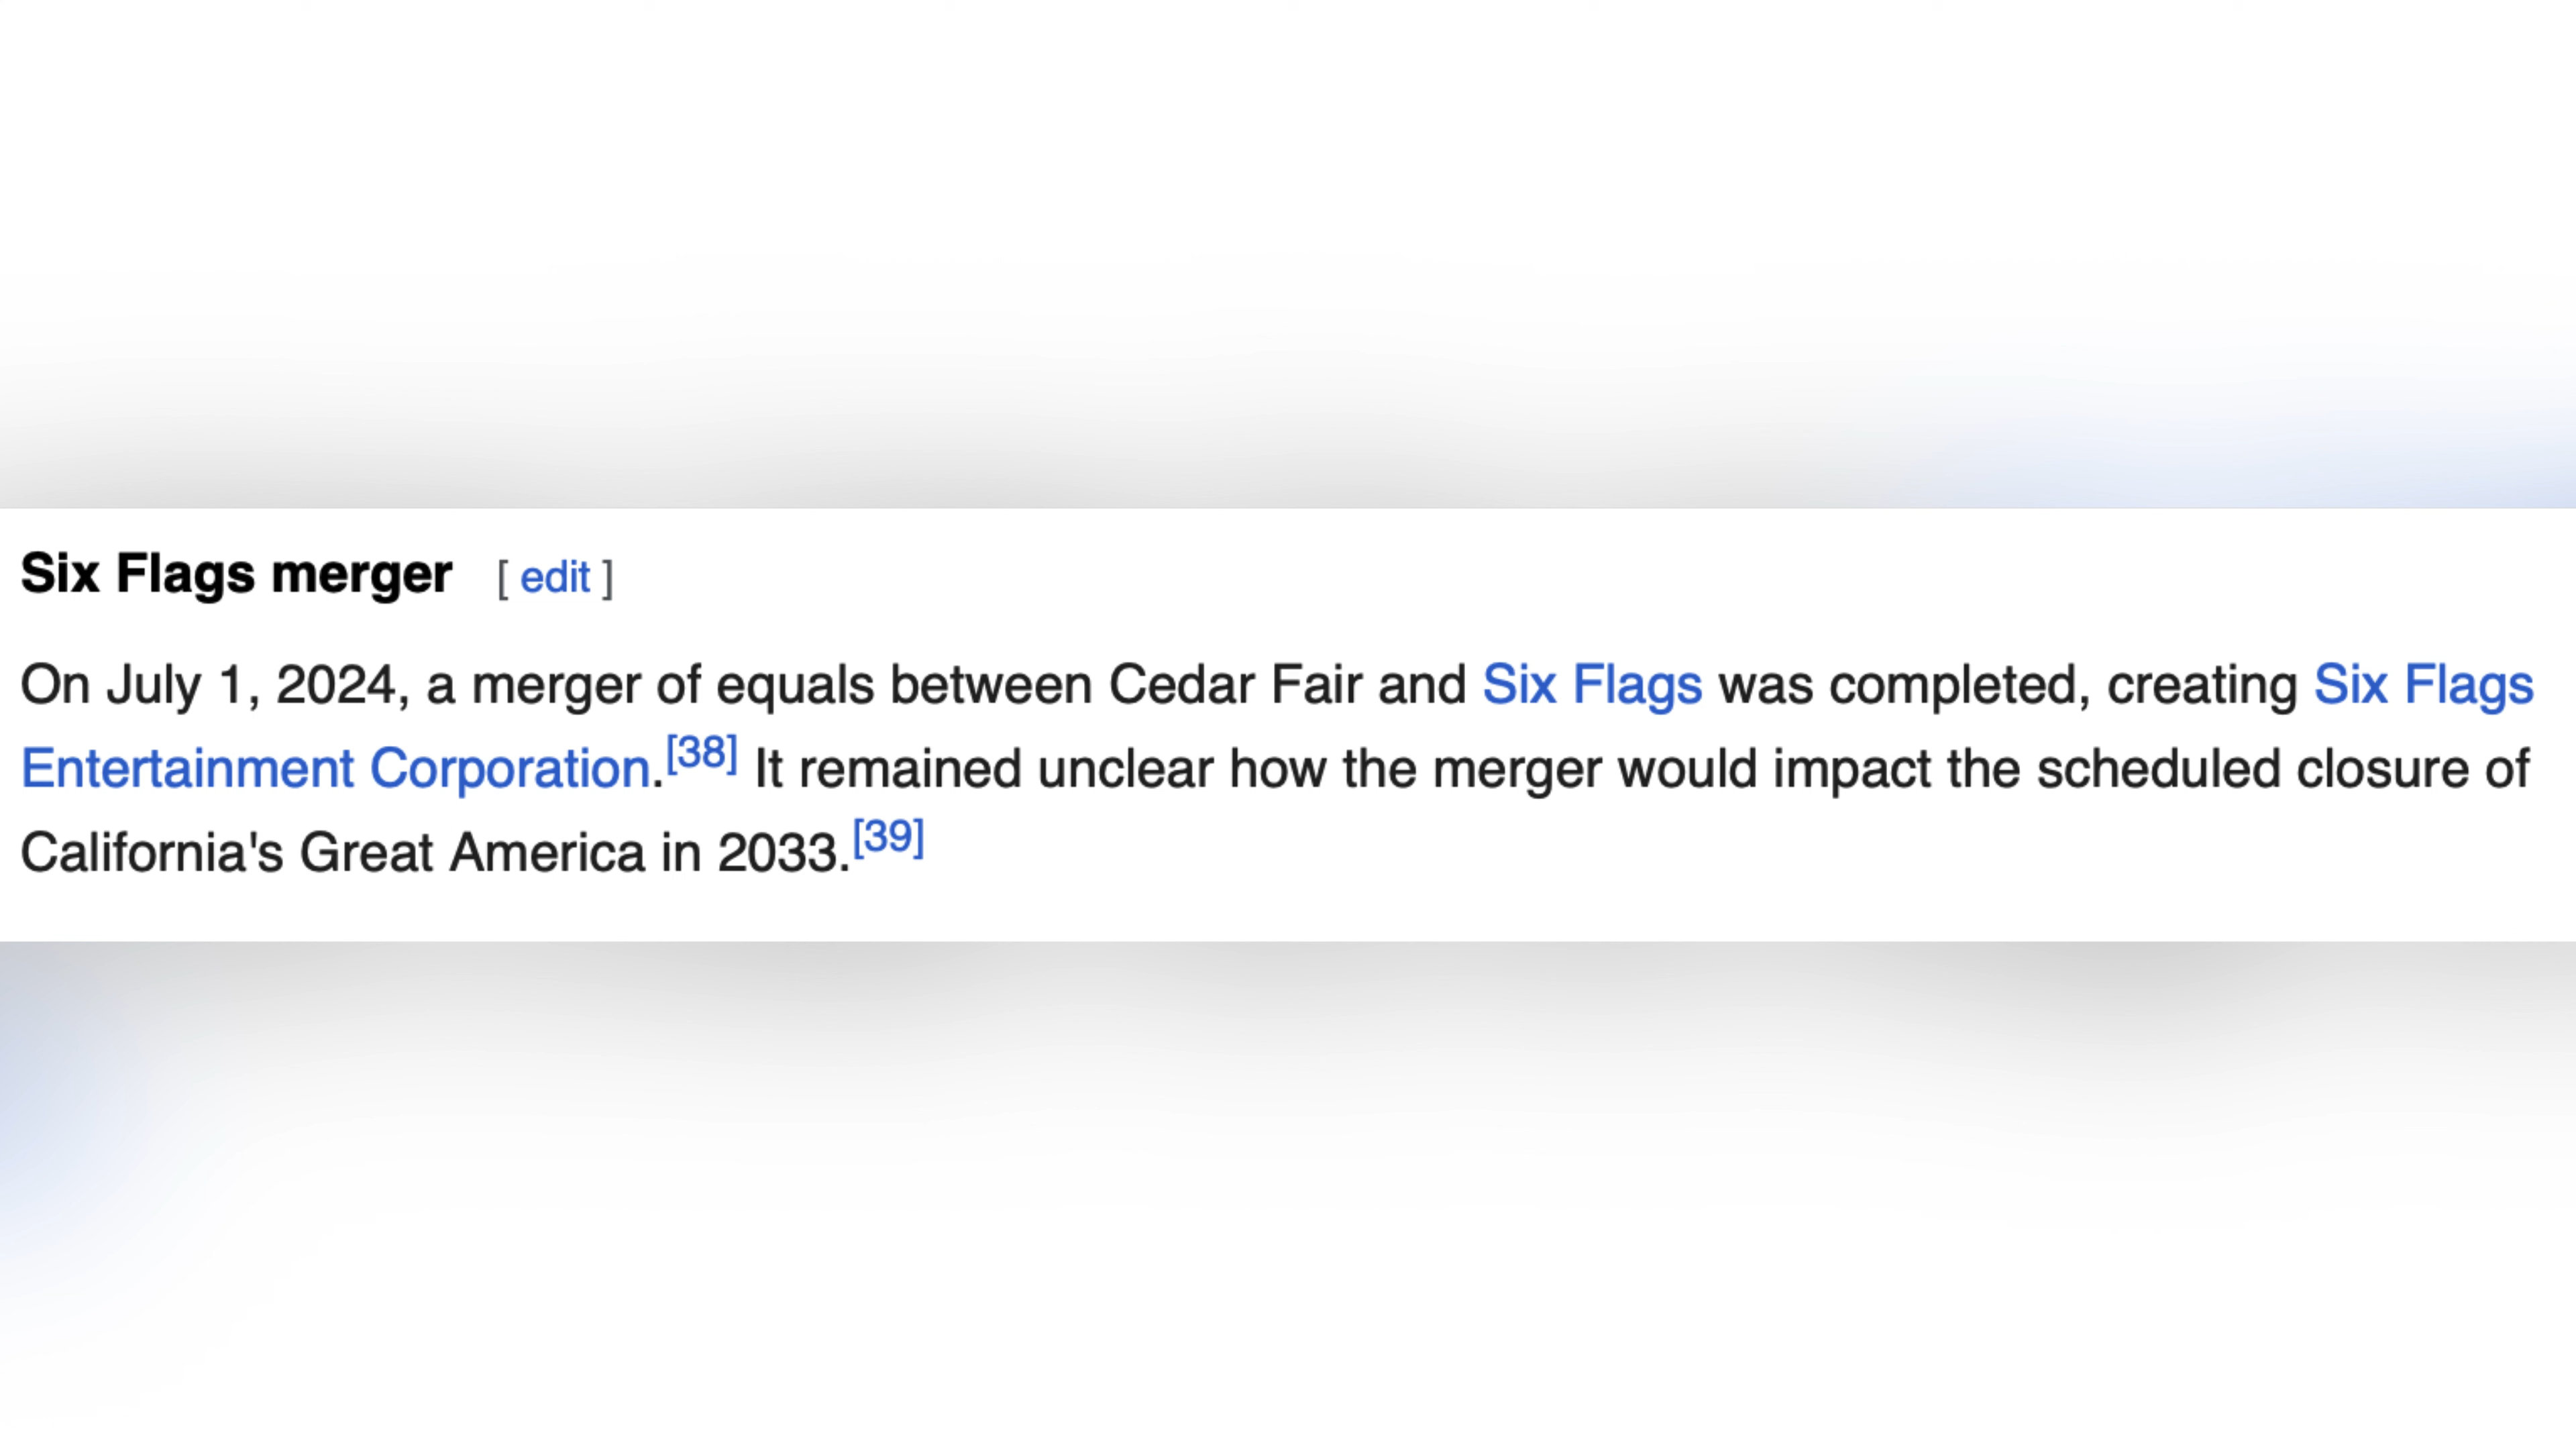 Six Flags merger [ edit ]
On July 1, 2024, a merger of equals between Cedar Fair and Six Flags was completed, creating Six Flags
Entertainment Corporation.[38] It remained unclear how the merger would impact the scheduled closure of
California's Great America in 2033.[39]